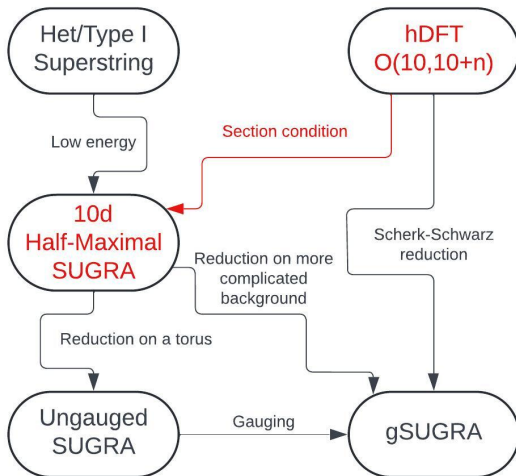 Het/Type I
Superstring
hDFT
O(10,10+n)
Section condition
Low energy
10d
Half-Maximal
SUGRA
Reduction on more
complicated
background
Scherk-Schwarz
reduction
Reduction on a torus
Ungauged
SUGRA
Gauging
gSUGRA